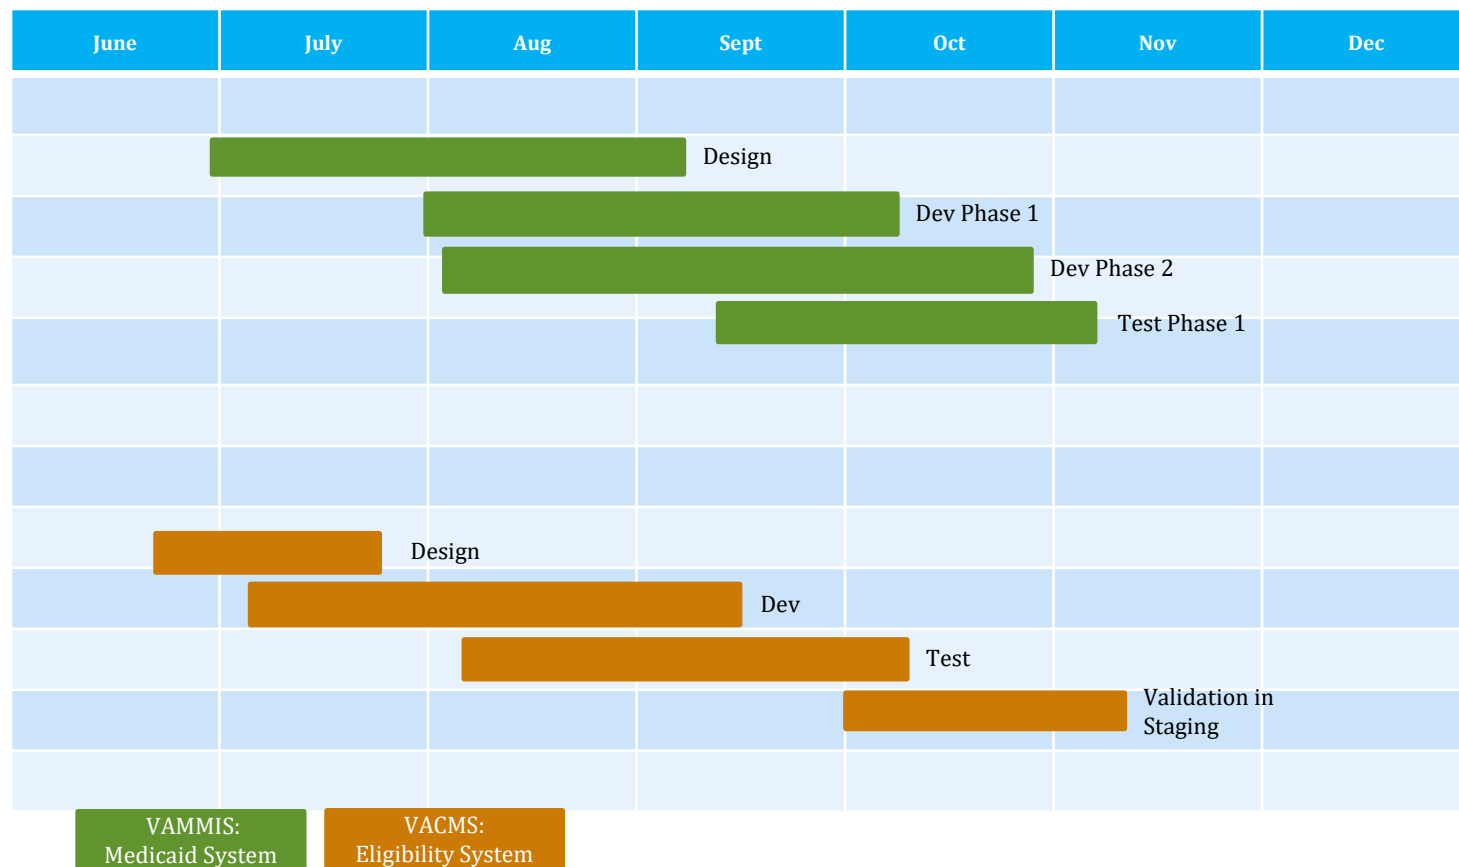 June July Aug Sept Oct Nov Dec
Design
Dev Phase 1
Dev Phase 2
Test Phase 1
Design
Dev
Test
Validation in
Staging
VAMMIS:
Medicaid System
VACMS:
Eligibility System